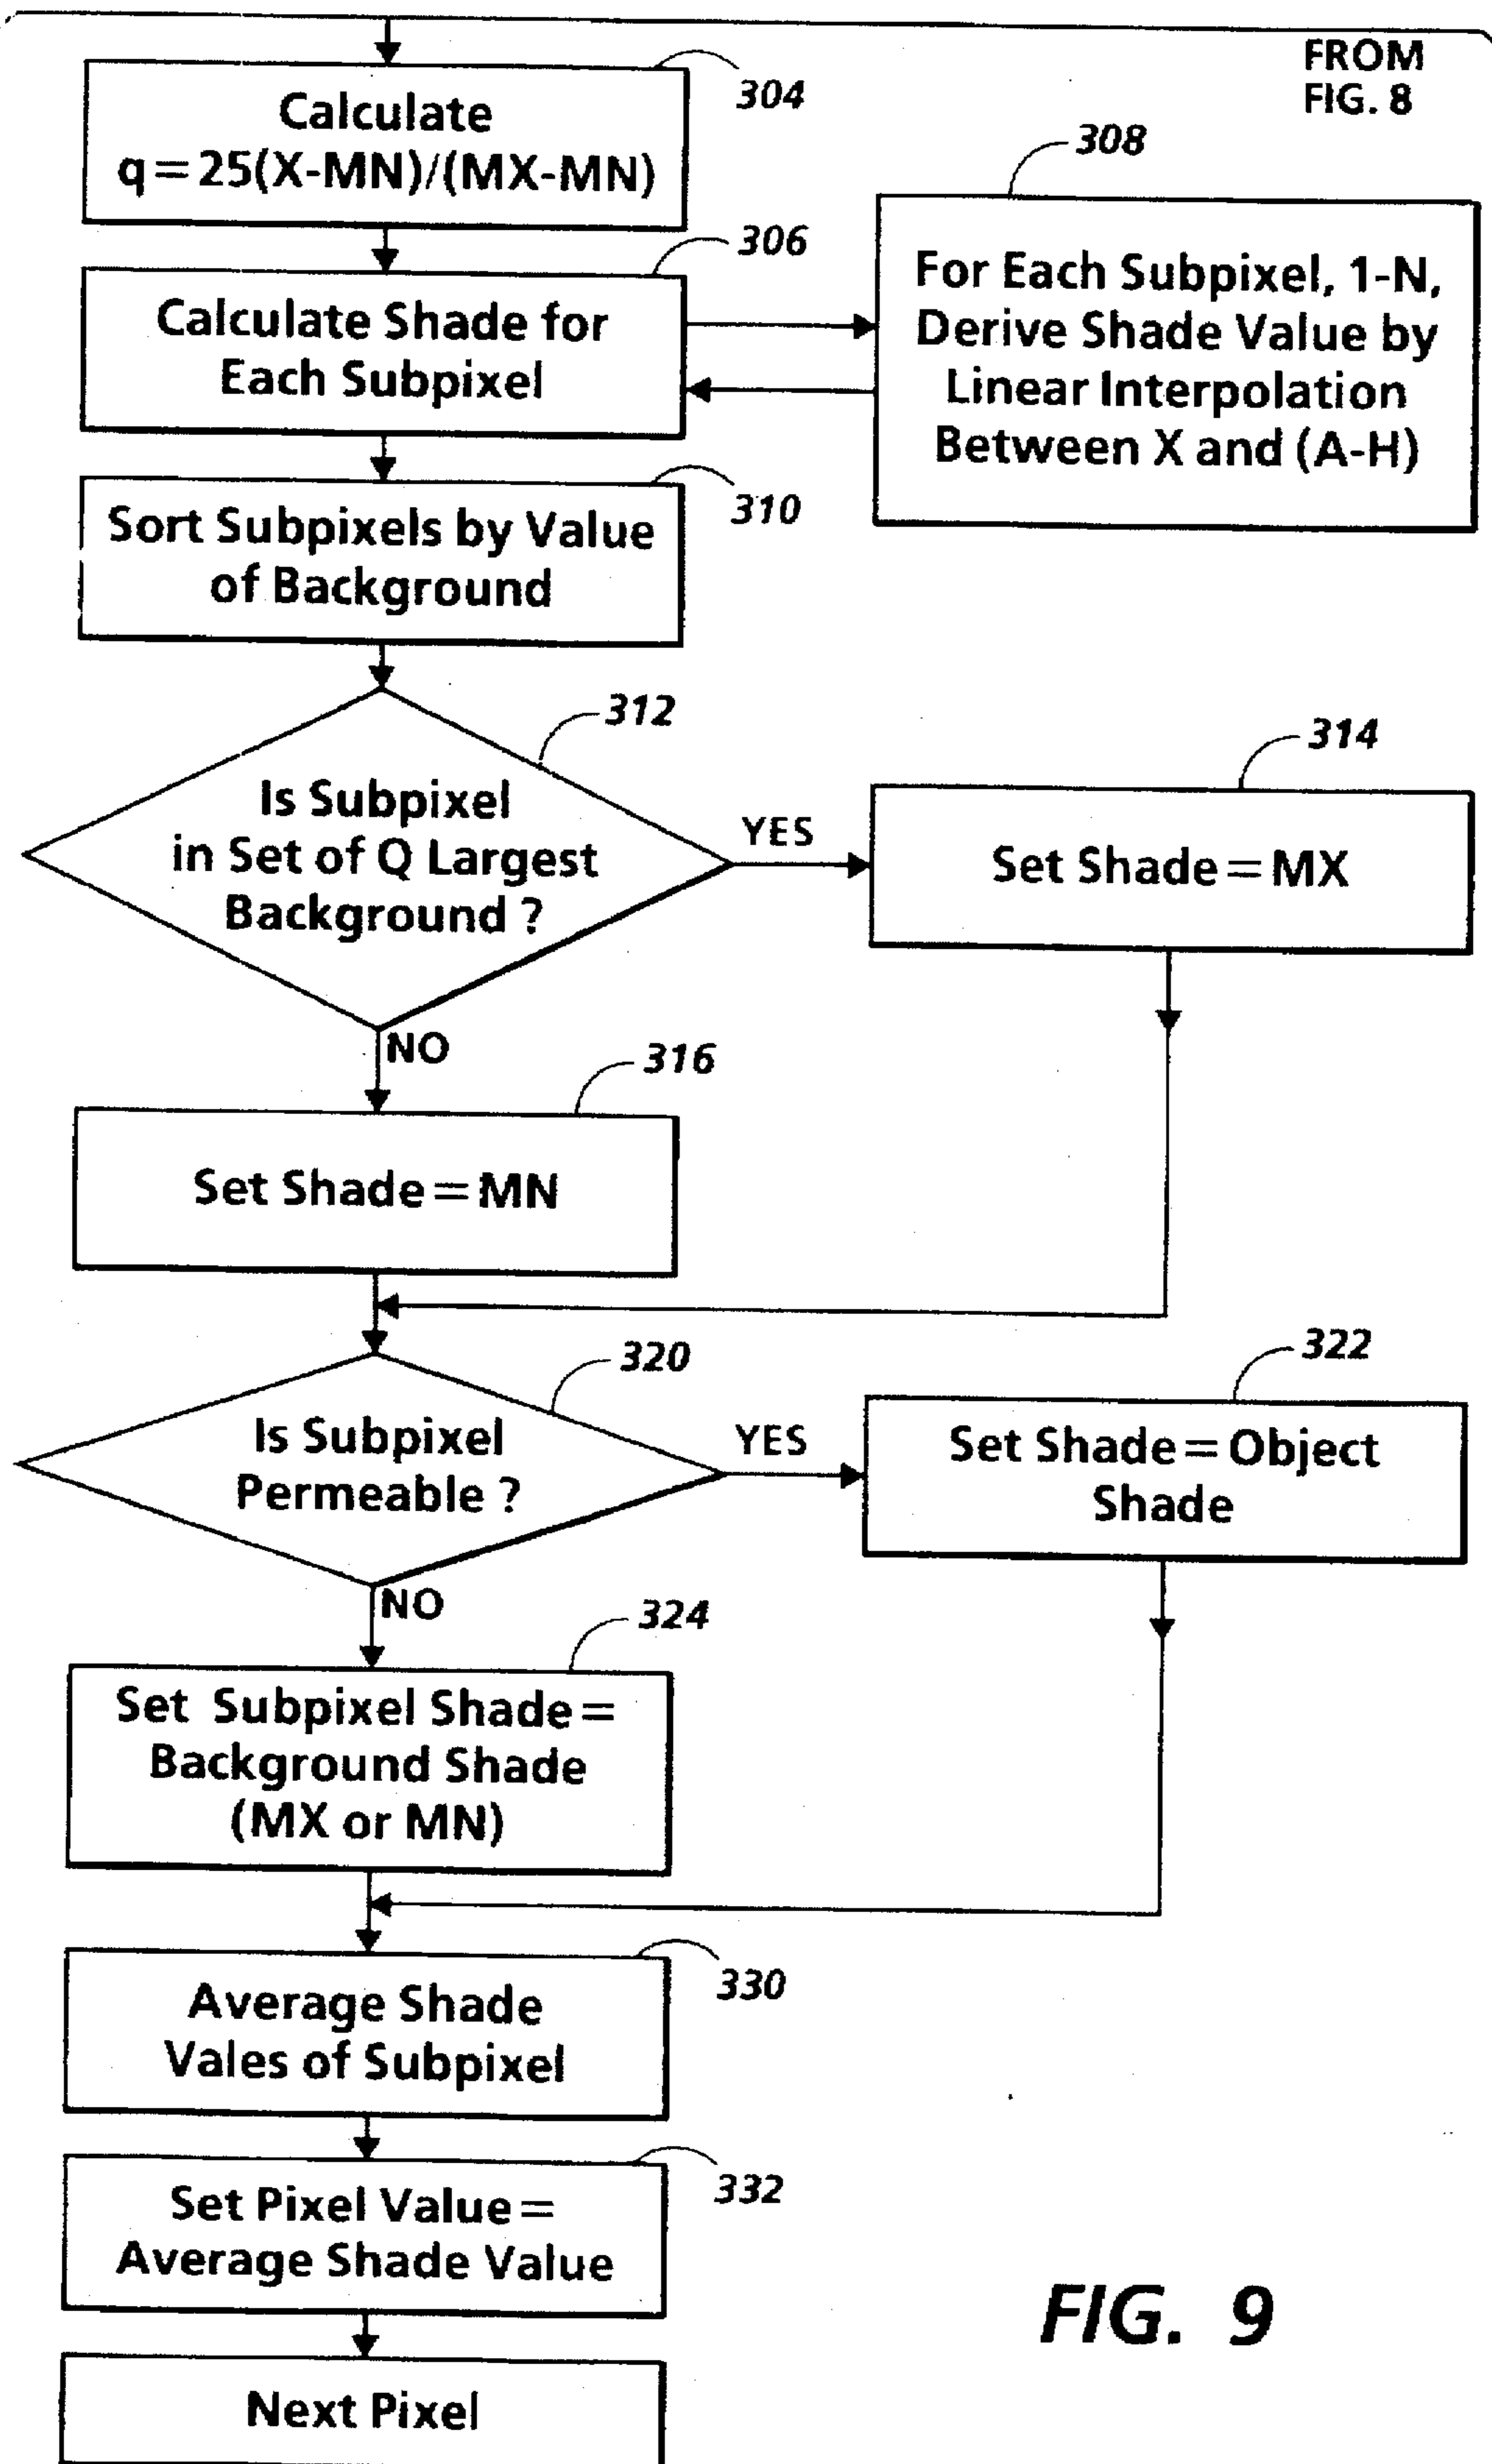 FROM
FIG. 8
304
Calculate
q=25(X-MN)/(MX-MN)
308
306
Calculate Shade for
Each Subpixel
For Each Subpixel, 1-N,
Derive Shade Value by
Linear Interpolation
Between X and (A-H)
310
Sort Subpixels by Value
of Background
312
Is Subpixel
in Set of Q Largest
Background ?
YES
314
Set Shade=MX
NO
316
Set Shade=MN
320
Is Subpixel
Permeable ?
YES
322
Set Shade=Object
Shade
NO
324
Set Subpixel Shade=
Background Shade
(MX or MN)
330
Average Shade
Vales of Subpixel
332
Set Pixel Value=
Average Shade Value
Next Pixel
FIG. 9